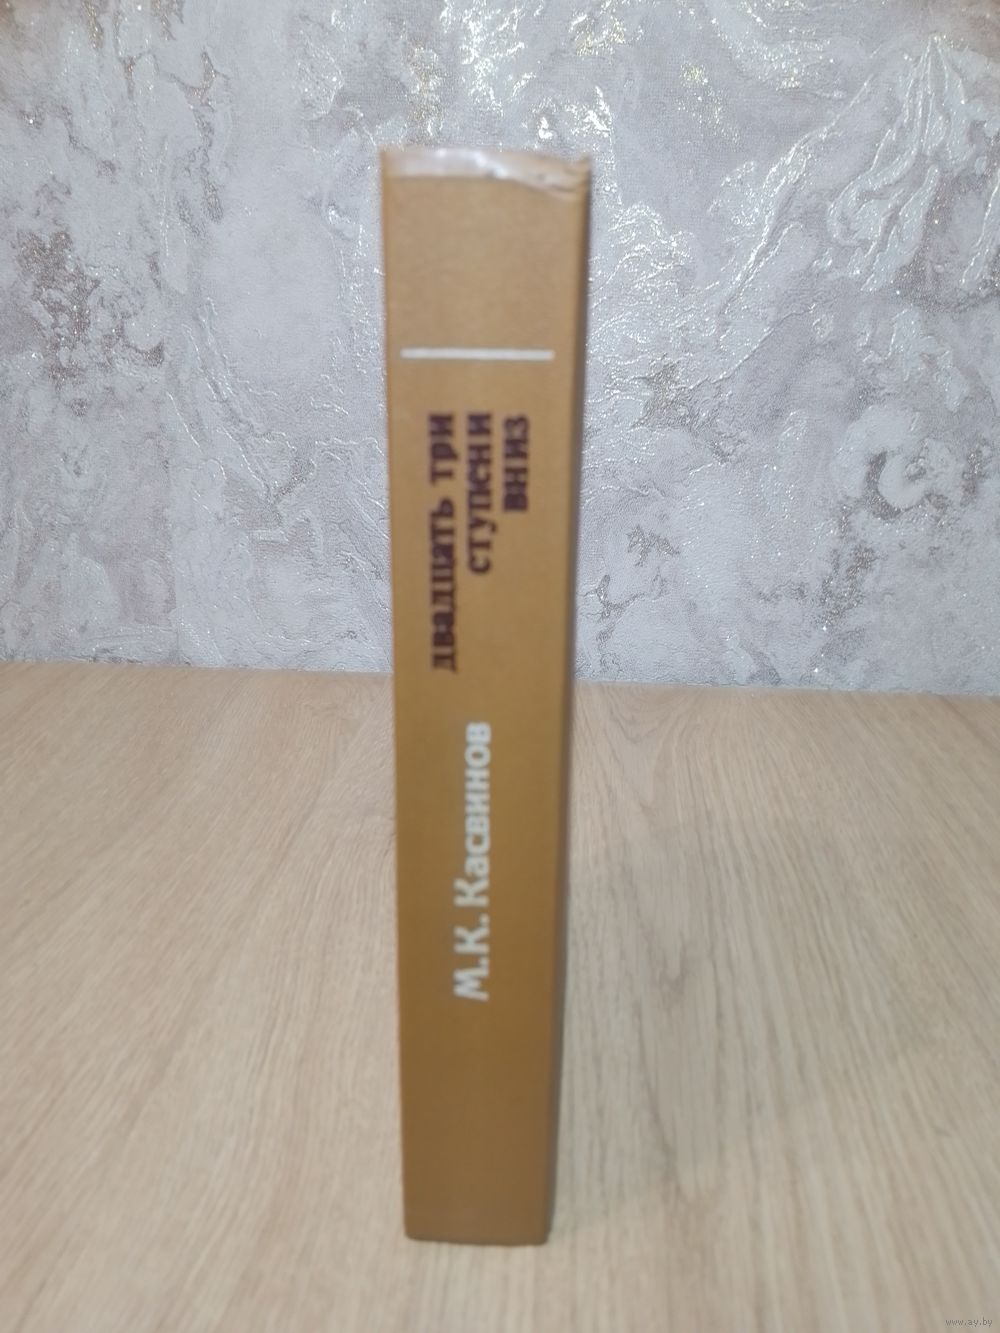 М.К. Касвинов
двадцать три
ступени
вниз
www.ay.by